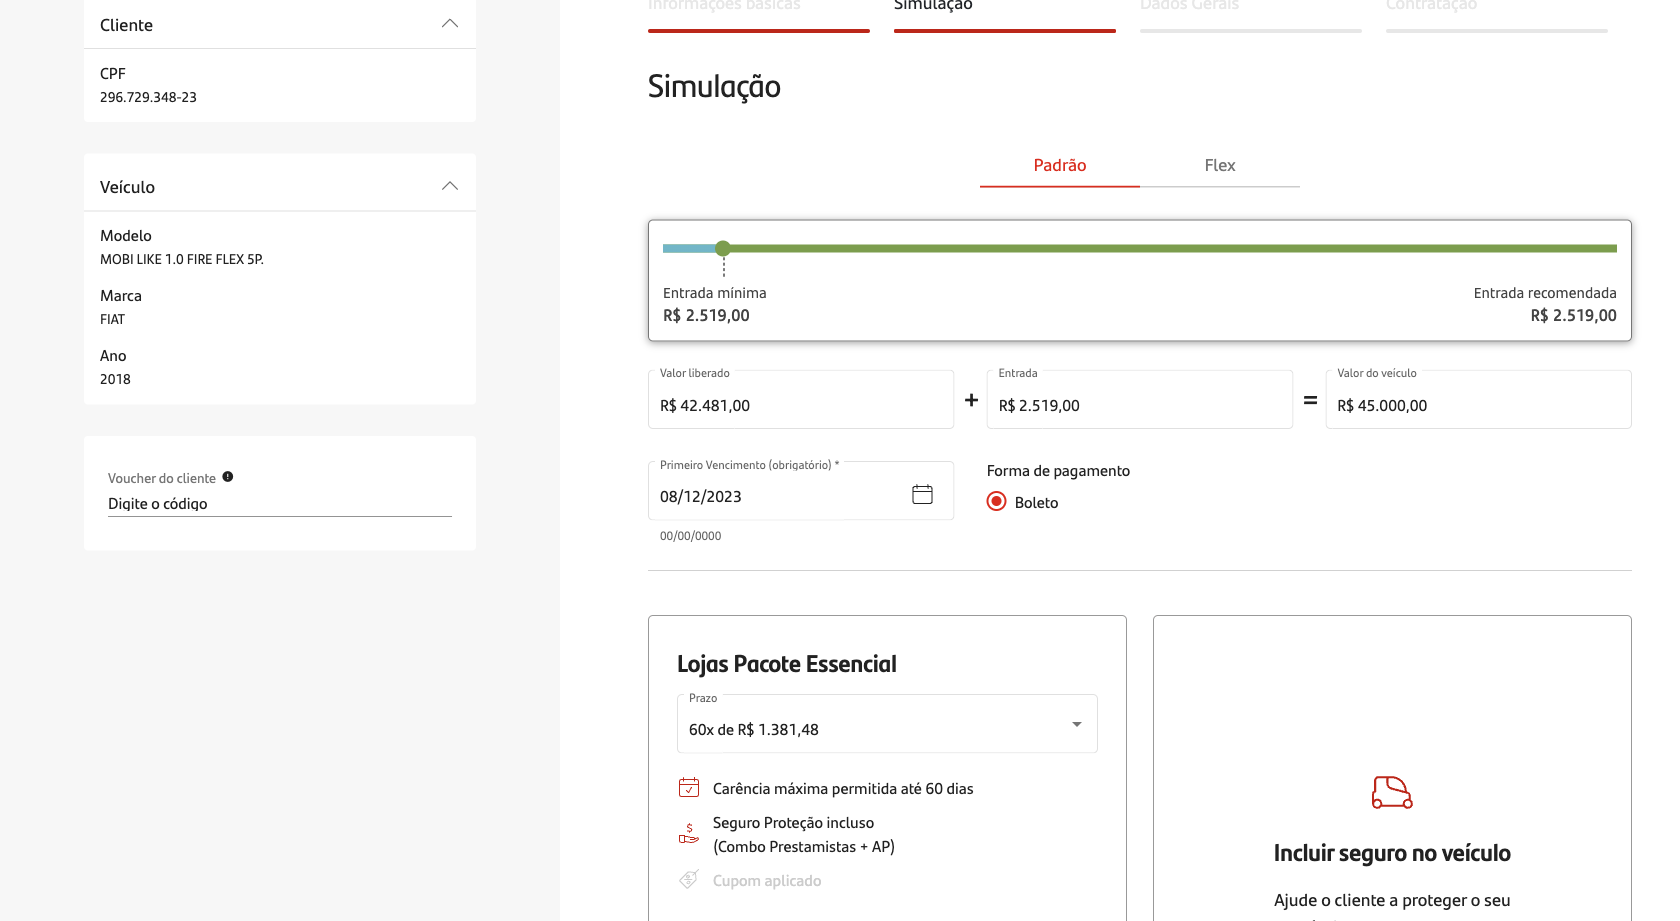 Informações básicas
Simulação
Dados Gerais
Contratação
Cliente
CPF
296.729.348-23
Veículo
Modelo
MOBI LIKE 1.0 FIRE FLEX 5P.
Marca
FIAT
Ano
2018
Voucher do cliente
Digite o código
Simulação
Padrão
Flex
Entrada mínima
R$ 2.519,00
Entrada recomendada
R$ 2.519,00
Valor liberado
R$ 42.481,00
+
Entrada
R$ 2.519,00
=
Valor do veículo
R$ 45.000,00
Primeiro Vencimento (obrigatório) *
08/12/2023
00/00/0000
Forma de pagamento
Boleto
Lojas Pacote Essencial
Prazo
60x de R$ 1.381,48
Carência máxima permitida até 60 dias
Seguro Proteção incluso
(Combo Prestamistas + AP)
Cupom aplicado
Incluir seguro no veículo
Ajude o cliente a proteger o seu